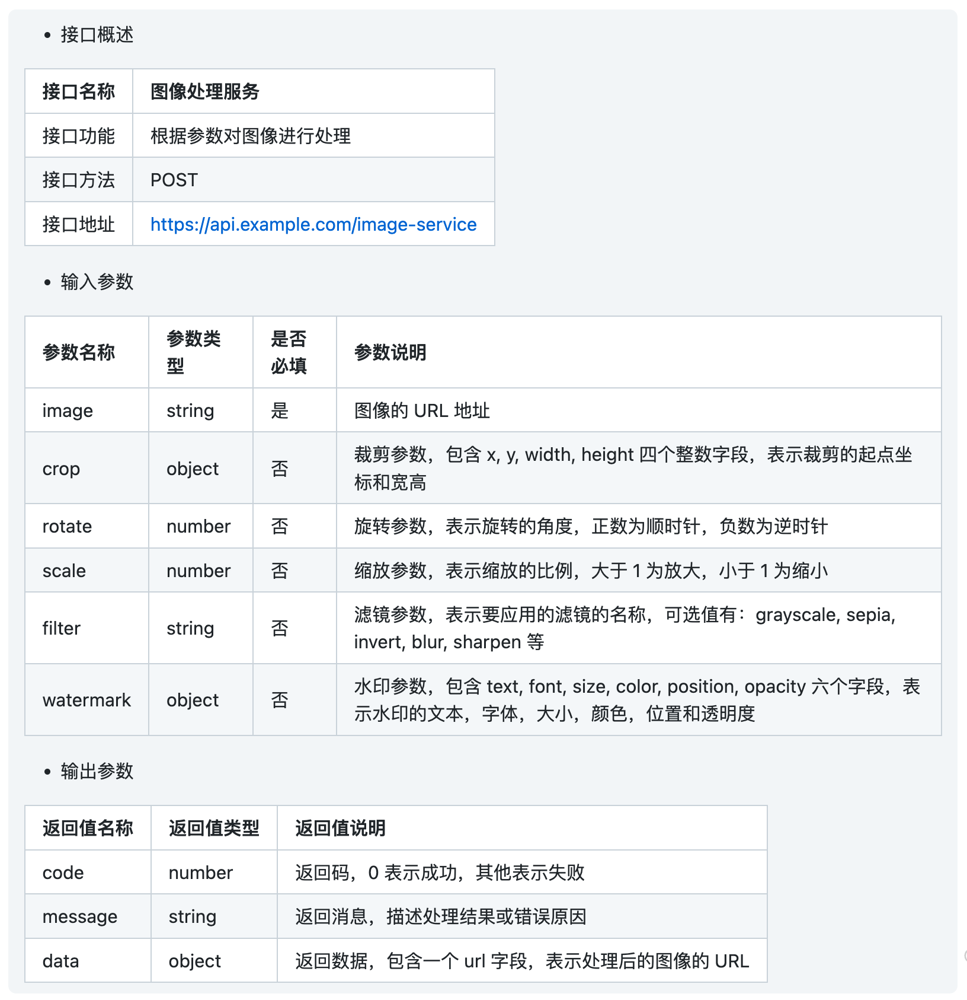 接口概述
接口名称 图像处理服务
接口功能 根据参数对图像进行处理
接口方法 POST
接口地址 https://api.example.com/image-service
输入参数
参数名称 参数类型 是否必填 参数说明
image string 是 图像的 URL 地址
crop object 否 裁剪参数，包含 x, y, width, height 四个整数字段，表示裁剪的起点坐
标和宽高
rotate number 否 旋转参数，表示旋转的角度，正数为顺时针，负数为逆时针
scale number 否 缩放参数，表示缩放的比例，大于 1 为放大，小于 1 为缩小
filter string 否 滤镜参数，表示要应用的滤镜的名称，可选值有：grayscale, sepia,
invert, blur, sharpen 等
watermark object 否 水印参数，包含 text, font, size, color, position, opacity 六个字段，表
示水印的文本，字体，大小，颜色，位置和透明度
输出参数
返回值名称 返回值类型 返回值说明
code number 返回码，0 表示成功，其他表示失败
message string 返回消息，描述处理结果或错误原因
data object 返回数据，包含一个 url 字段，表示处理后的图像的 URL